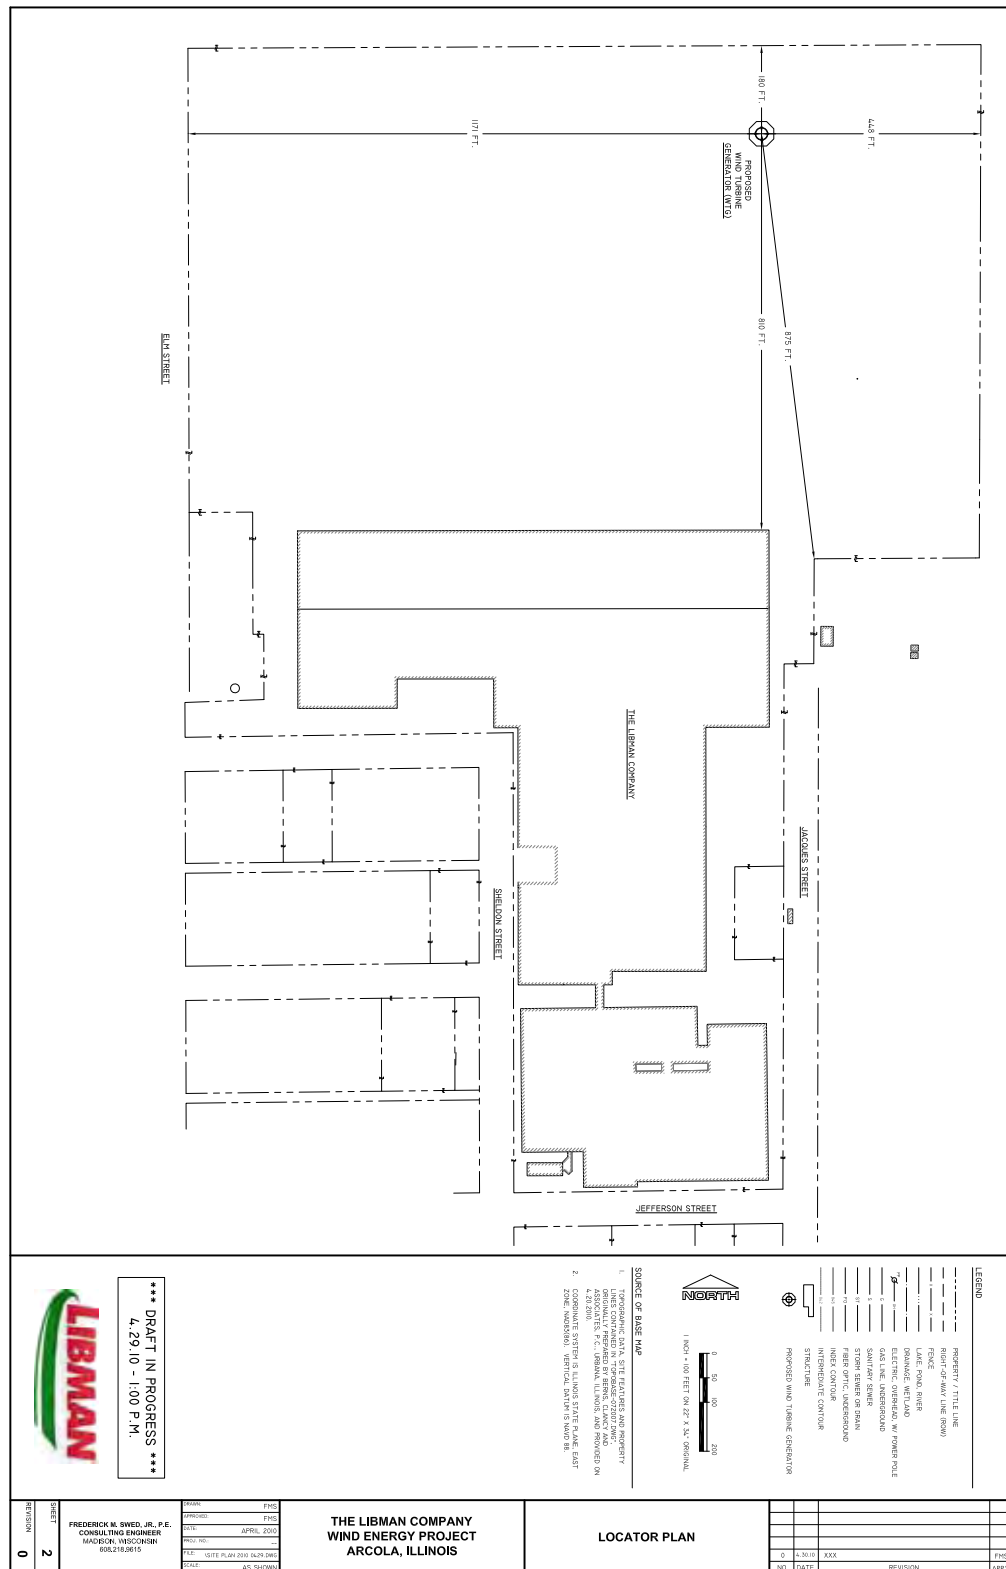 180 FT.
448 FT.
1171 FT.
PROPOSED
WIND TURBINE
GENERATOR (WTG)
810 FT.
875 FT.
ELM STREET
THE LIBMAN COMPANY
JACQUES STREET
SHELDON STREET
JEFFERSON STREET
LEGEND
PROPERTY / TITLE LINE
RIGHT-OF-WAY LINE (ROW)
FENCE
LAKE, POND, RIVER
DRAINAGE, WETLAND
ELECTRIC, OVERHEAD, W/ POWER POLE
GAS LINE, UNDERGROUND
SANITARY SEWER
STORM SEWER OR DRAIN
FIBER OPTIC, UNDERGROUND
INDEX CONTOUR
INTERMEDIATE CONTOUR
STRUCTURE
PROPOSED WIND TURBINE GENERATOR
NORTH
0 50 100 200
1 INCH = 100 FEET ON 22" X 34" ORIGINAL
SOURCE OF BASE MAP
1. TOPOGRAPHIC DATA, SITE FEATURES AND PROPERTY
LINES CONTAINED IN
ORIGINALLY PREPARED BY BERNS, CLANCY AND
ASSOCIATES, P.C., URBANA, ILLINOIS, AND PROVIDED ON
4.20.2010.
2. COORDINATE SYSTEM IS ILLINOIS STATE PLANE, EAST
ZONE, VERTICAL DATUM IS NAVD 88.
*** DRAFT IN PROGRESS ***
4.29.10 - 1:00 P.M.
LIBMAN
SHEET 2
REVISION 0
FREDERICK M. SWED, JR., P.E.
CONSULTING ENGINEER
MADISON, WISCONSIN
608.218.9615
DRAWN: FMS
APPROVED: FMS
DATE: APRIL 2010
PROJ. NO.: --
FILE: \SITE PLAN 2010 0429.DWG
SCALE: AS SHOWN
THE LIBMAN COMPANY
WIND ENERGY PROJECT
ARCOLA, ILLINOIS
LOCATOR PLAN
0 4.30.10 XXX FMS
NO. DATE REVISION